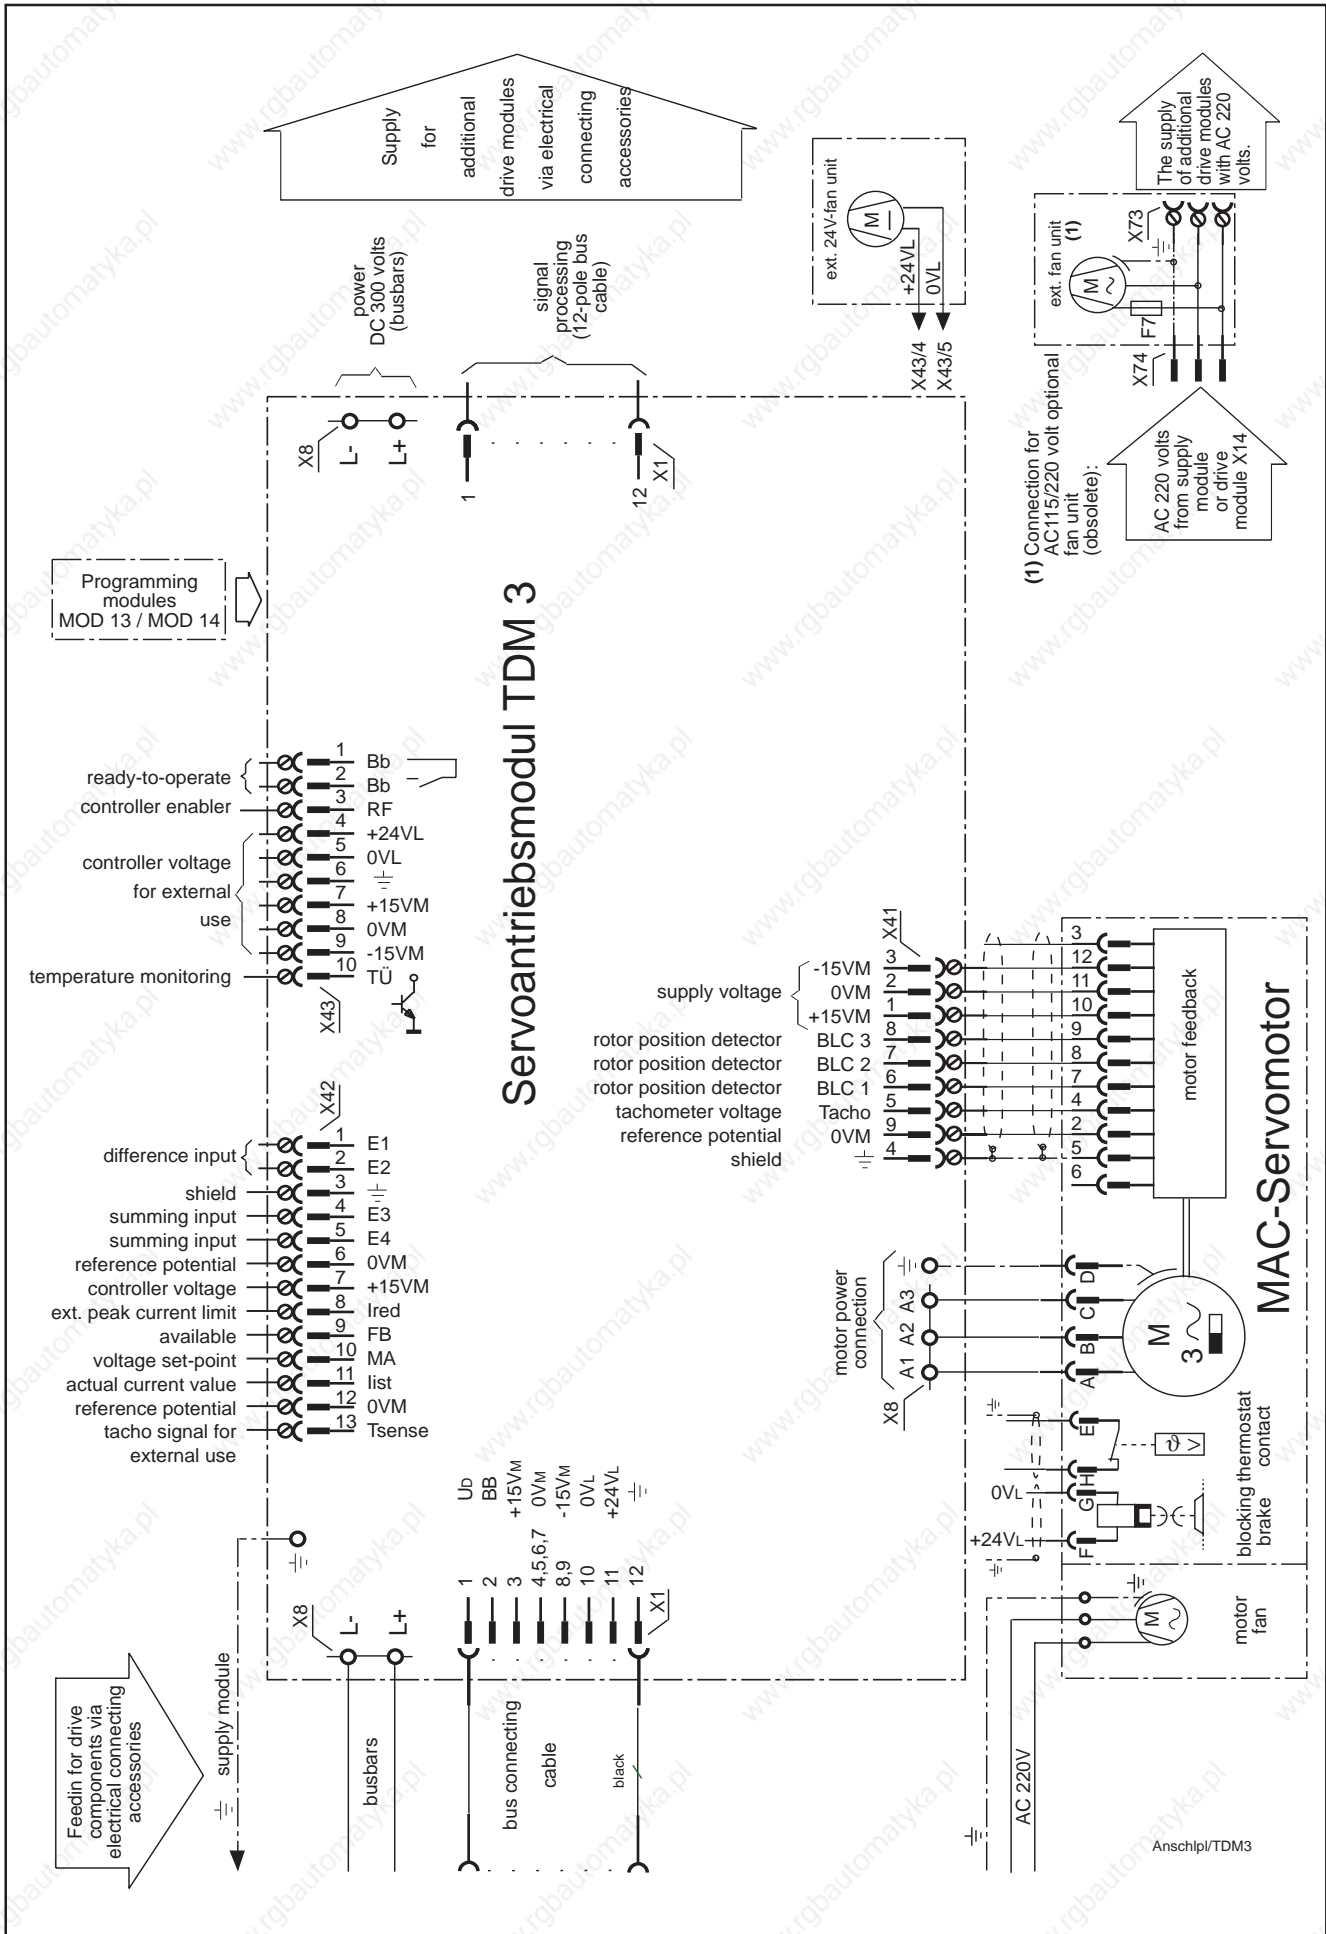 Supply
for
additional
drive modules
via electrical
connecting
accessories
The supply
of additional
drive modules
with AC 220
volts.
power
DC 300 volts
(busbars)
signal
processing
(12-pole bus
cable)
ext. 24V-fan unit
M
+24VL
0VL
X43/4
X43/5
ext. fan unit
(1)
X73
M
F7
X74
(1) Connection for
AC115/220 volt optional
fan unit
(obsolete):
AC 220 volts
from supply
module
or drive
module X14
X8
L-
L+
1
12
X1
Programming
modules
MOD 13 / MOD 14
Servoantriebsmodul TDM 3
ready-to-operate
1 Bb
2 Bb
controller enabler 3 RF
controller voltage
for external
use
4 +24VL
5 0VL
6
7 +15VM
8 0VM
9 -15VM
temperature monitoring 10 TÜ
X43
X42
difference input
1 E1
2 E2
shield 3
summing input 4 E3
summing input 5 E4
reference potential 6 0VM
controller voltage 7 +15VM
ext. peak current limit 8 Ired
available 9 FB
voltage set-point 10 MA
actual current value 11 Iist
reference potential 12 0VM
tacho signal for
external use
13 Tsense
X41
supply voltage
-15VM 3 12
0VM 2 11
+15VM 1 10
rotor position detector BLC 3 8 9
rotor position detector BLC 2 7 8
rotor position detector BLC 1 6 7
tachometer voltage Tacho 5 4
reference potential 0VM 9 2
shield 4 5
3
6
motor feedback
MAC-Servomotor
motor power
connection
X8
A1 A2 A3
A B C D
M
3
E
H
G
F
ϑ
V
0VL
+24VL
blocking
brake
thermostat
contact
M
motor
fan
AC 220V
UD
BB
+15VM
0VM
-15VM
0VL
+24VL
1
2
3
4,5,6,7
8,9
10
11
12
X1
X8
L-
L+
supply module
busbars
bus connecting
cable
black
Feedin for drive
components via
electrical connecting
accessories
Anschlpl/TDM3
www.rgbautomatyka.pl